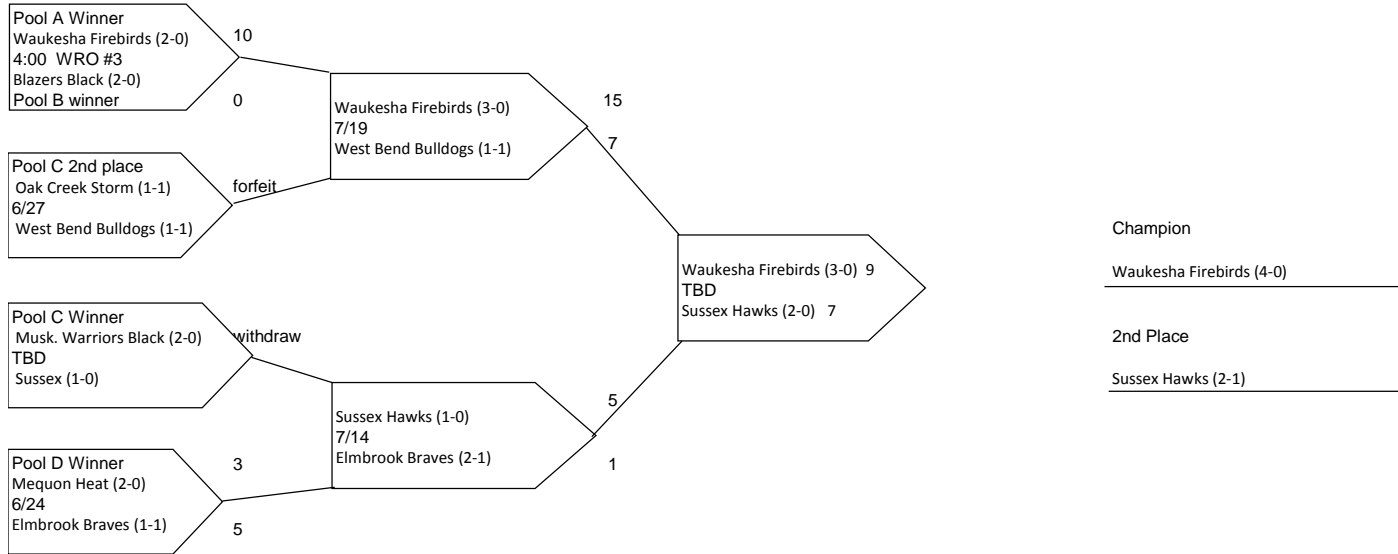 Pool A Winner
Waukesha Firebirds (2-0)
4:00 WRO #3
Blazers Black (2-0)
Pool B winner
10
0
Pool C 2nd place
Oak Creek Storm (1-1)
6/27
West Bend Bulldogs (1-1)
forfeit
Pool C Winner
Musk. Warriors Black (2-0)
TBD
Sussex (1-0)
withdraw
Pool D Winner
Mequon Heat (2-0)
6/24
Elmbrook Braves (1-1)
3
5
Waukesha Firebirds (3-0)
7/19
West Bend Bulldogs (1-1)
15
7
Sussex Hawks (1-0)
7/14
Elmbrook Braves (2-1)
5
1
Waukesha Firebirds (3-0) 9
TBD
Sussex Hawks (2-0) 7
Champion
Waukesha Firebirds (4-0)
2nd Place
Sussex Hawks (2-1)